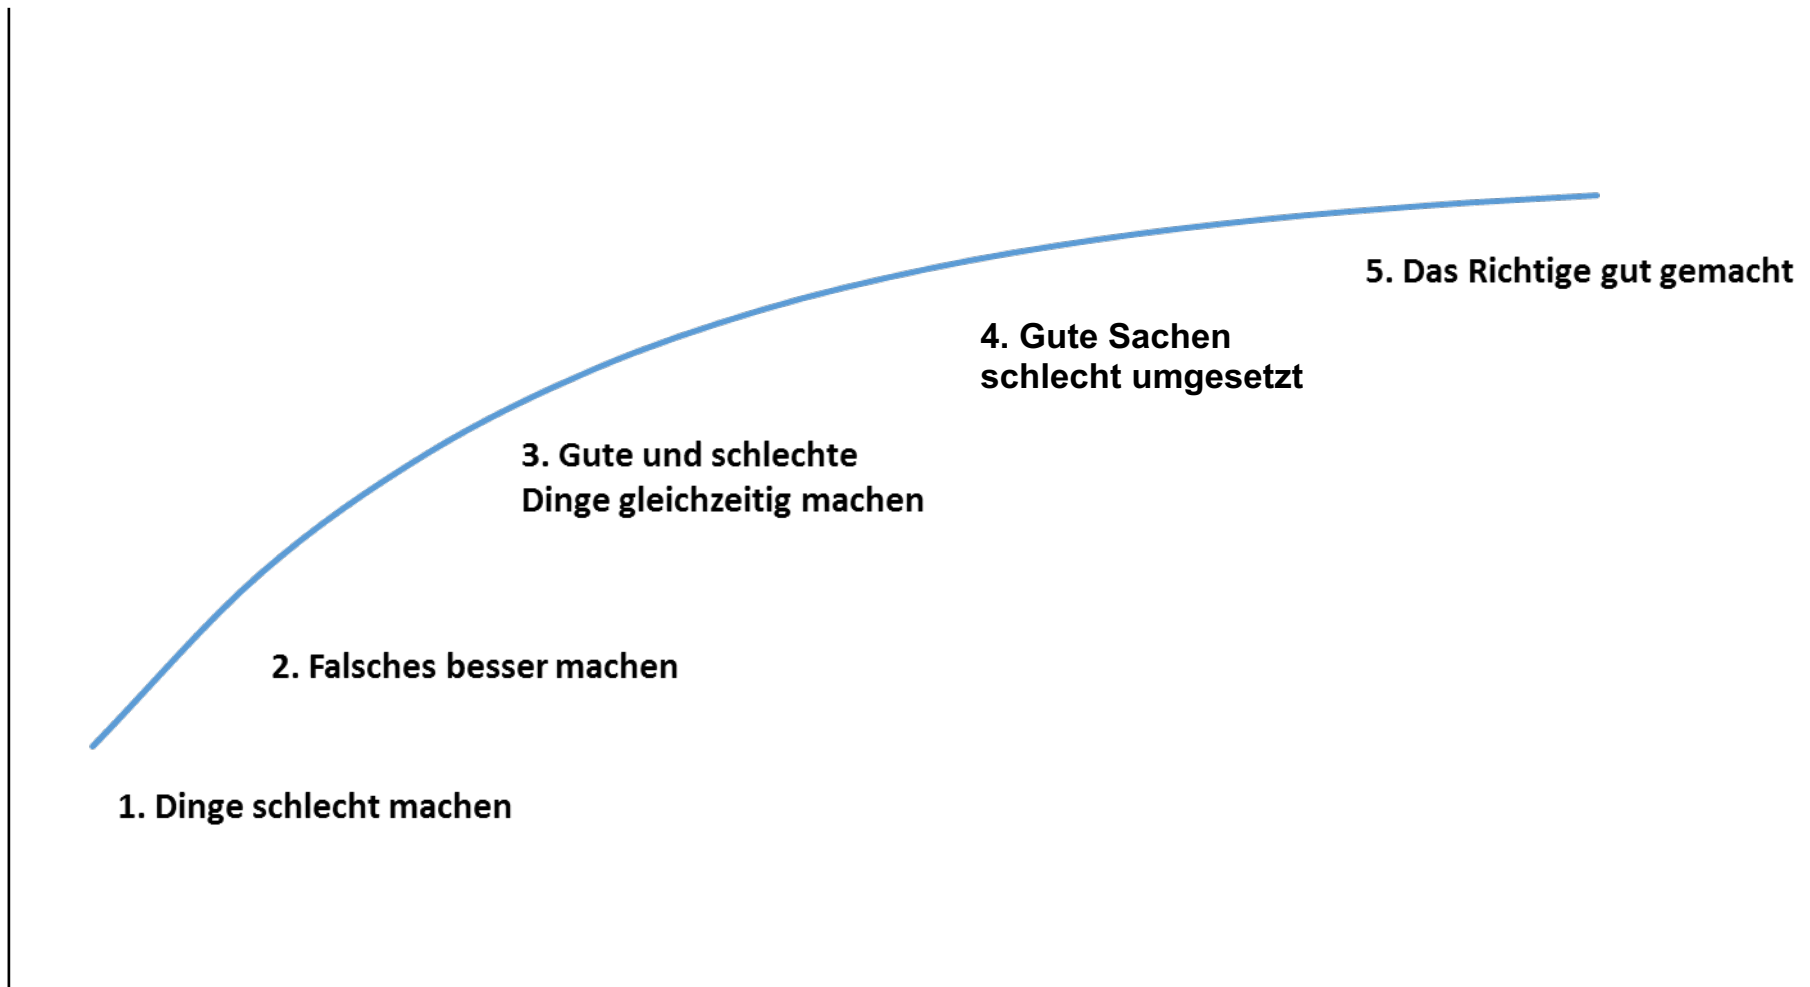 5. Das Richtige gut gemacht
4. Gute Sachen
schlecht umgesetzt
3. Gute und schlechte
Dinge gleichzeitig machen
2. Falsches besser machen
1. Dinge schlecht machen